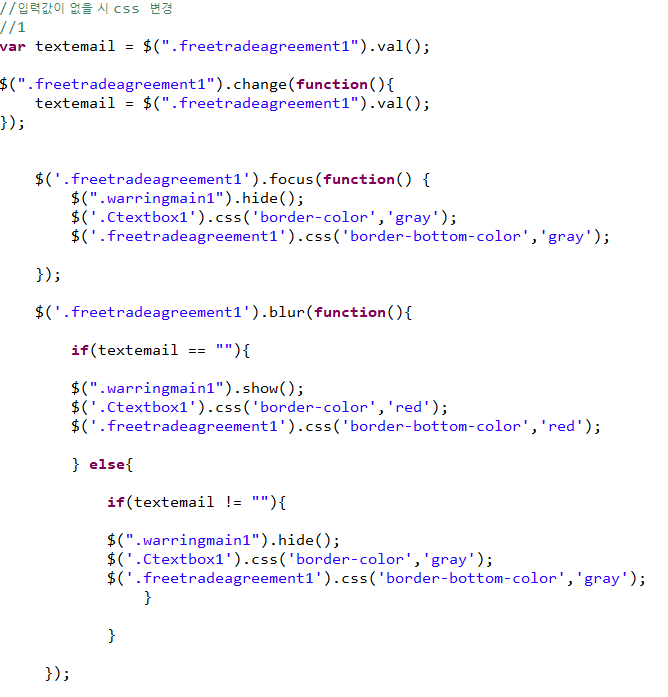 //입력값이 없을 시 css 변경
//1
var textemail = $(".freetradeagreement1").val();
$(".freetradeagreement1").change(function(){
textemail = $(".freetradeagreement1").val();
});
$('.freetradeagreement1').focus(function() {
$(".warringmain1").hide();
$('.Ctextbox1').css('border-color','gray');
$('.freetradeagreement1').css('border-bottom-color','gray');
});
$('.freetradeagreement1').blur(function(){
if(textemail == ""){
$(".warringmain1").show();
$('.Ctextbox1').css('border-color','red');
$('.freetradeagreement1').css('border-bottom-color','red');
} else{
if(textemail != ""){
$(".warringmain1").hide();
$('.Ctextbox1').css('border-color','gray');
$('.freetradeagreement1').css('border-bottom-color','gray');
}
}
});